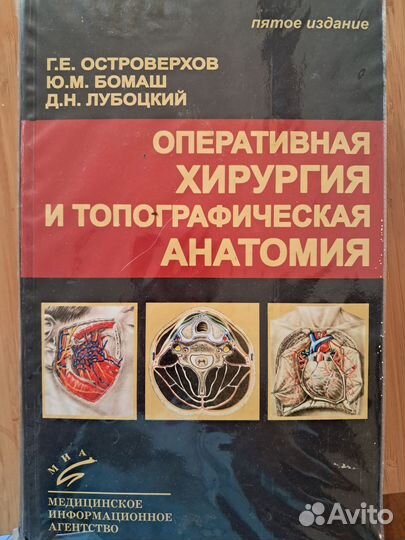 пятое издание
Г.Е. ОСТРОВЕРХОВ
Ю.М. БОМАШ
Д.Н. ЛУБОЦКИЙ
ОПЕРАТИВНАЯ
ХИРУРГИЯ
И ТОПОГРАФИЧЕСКАЯ
АНАТОМИЯ
МИА
МЕДИЦИНСКОЕ
ИНФОРМАЦИОННОЕ
АГЕНТСТВО
Avito